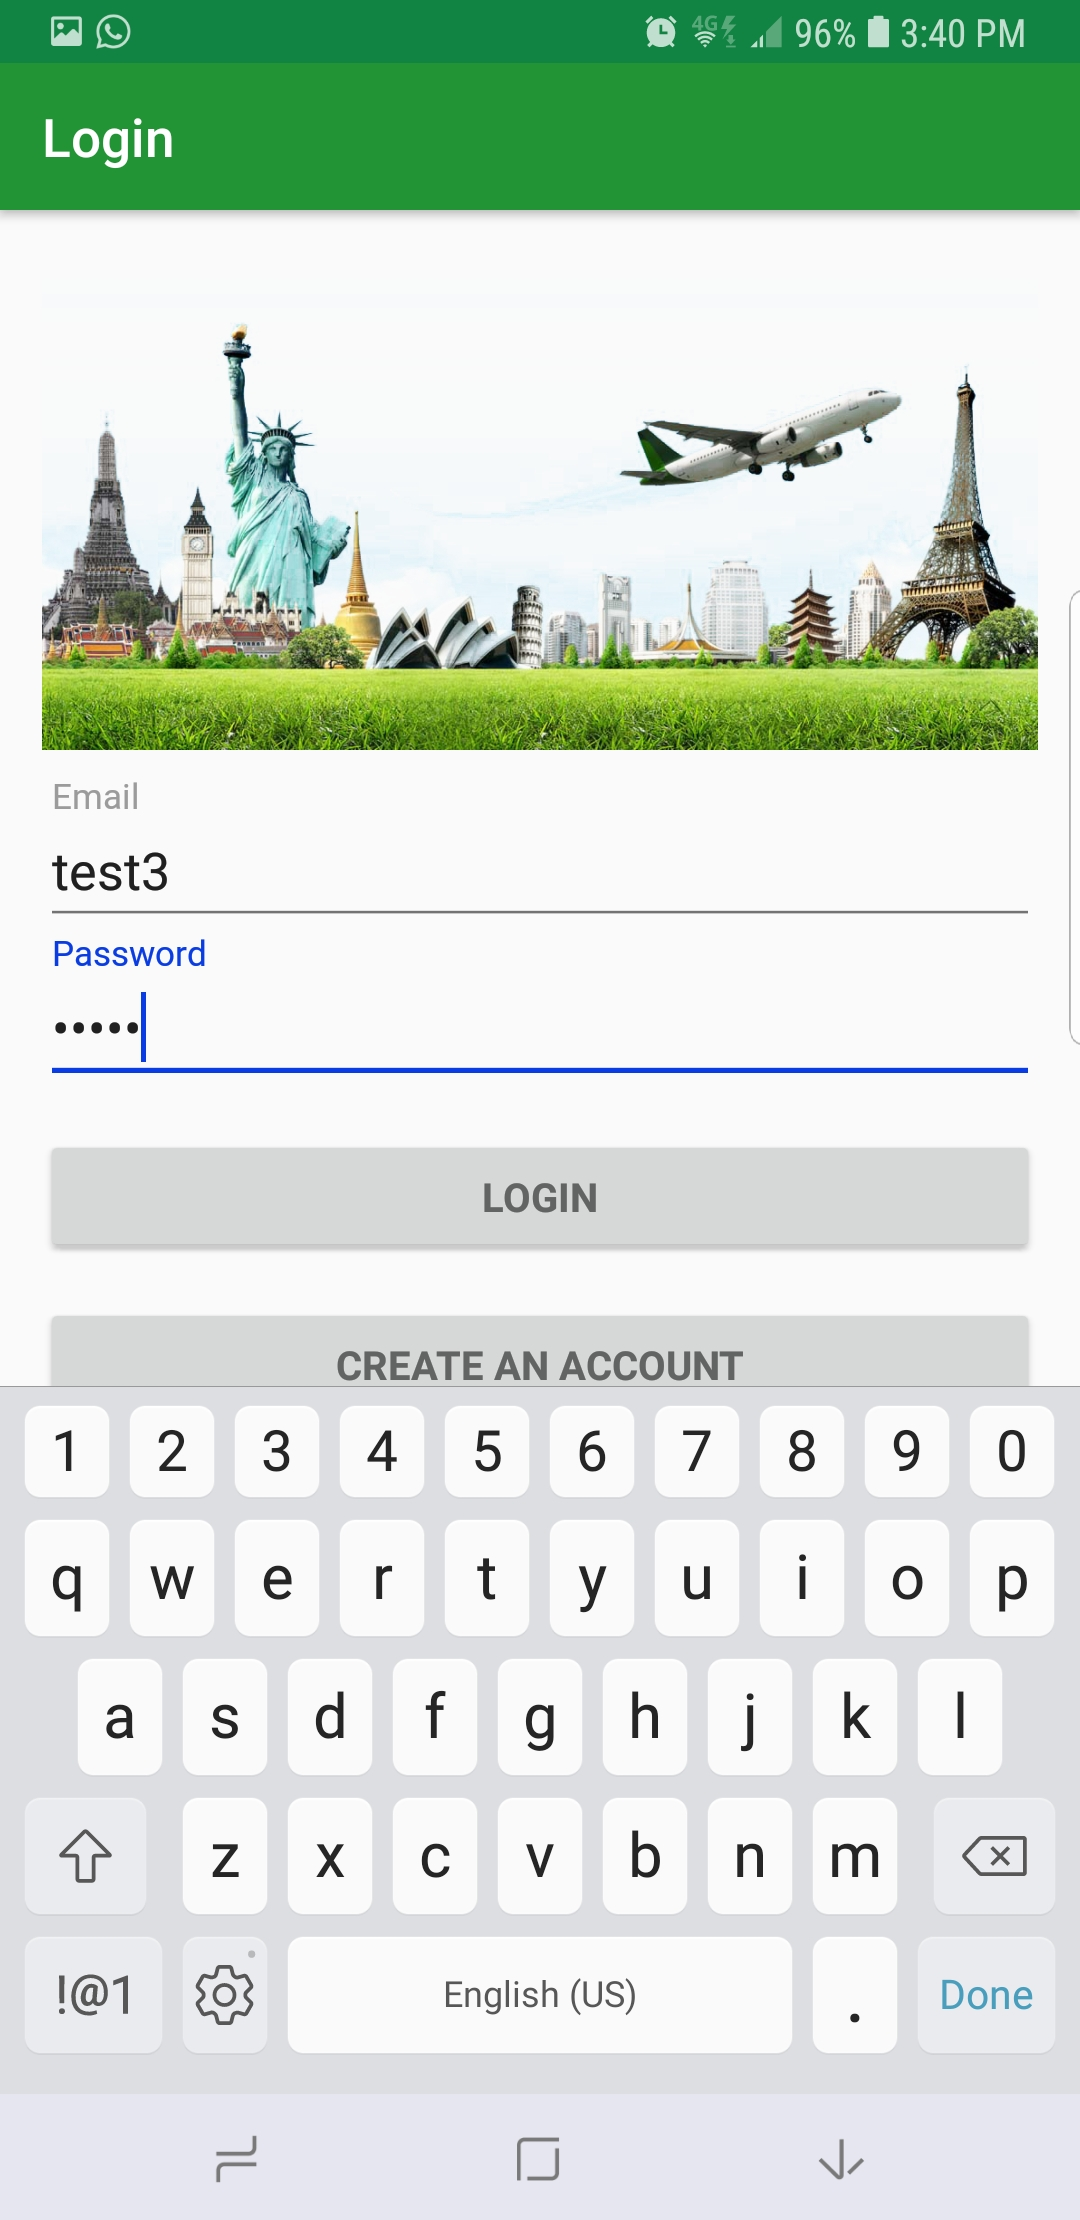 4G 96% 3:40 PM
Login
Email
test3
Password
•••••
LOGIN
CREATE AN ACCOUNT
1 2 3 4 5 6 7 8 9 0
q w e r t y u i o p
a s d f g h j k l
z x c v b n m
!@1 English (US) . Done